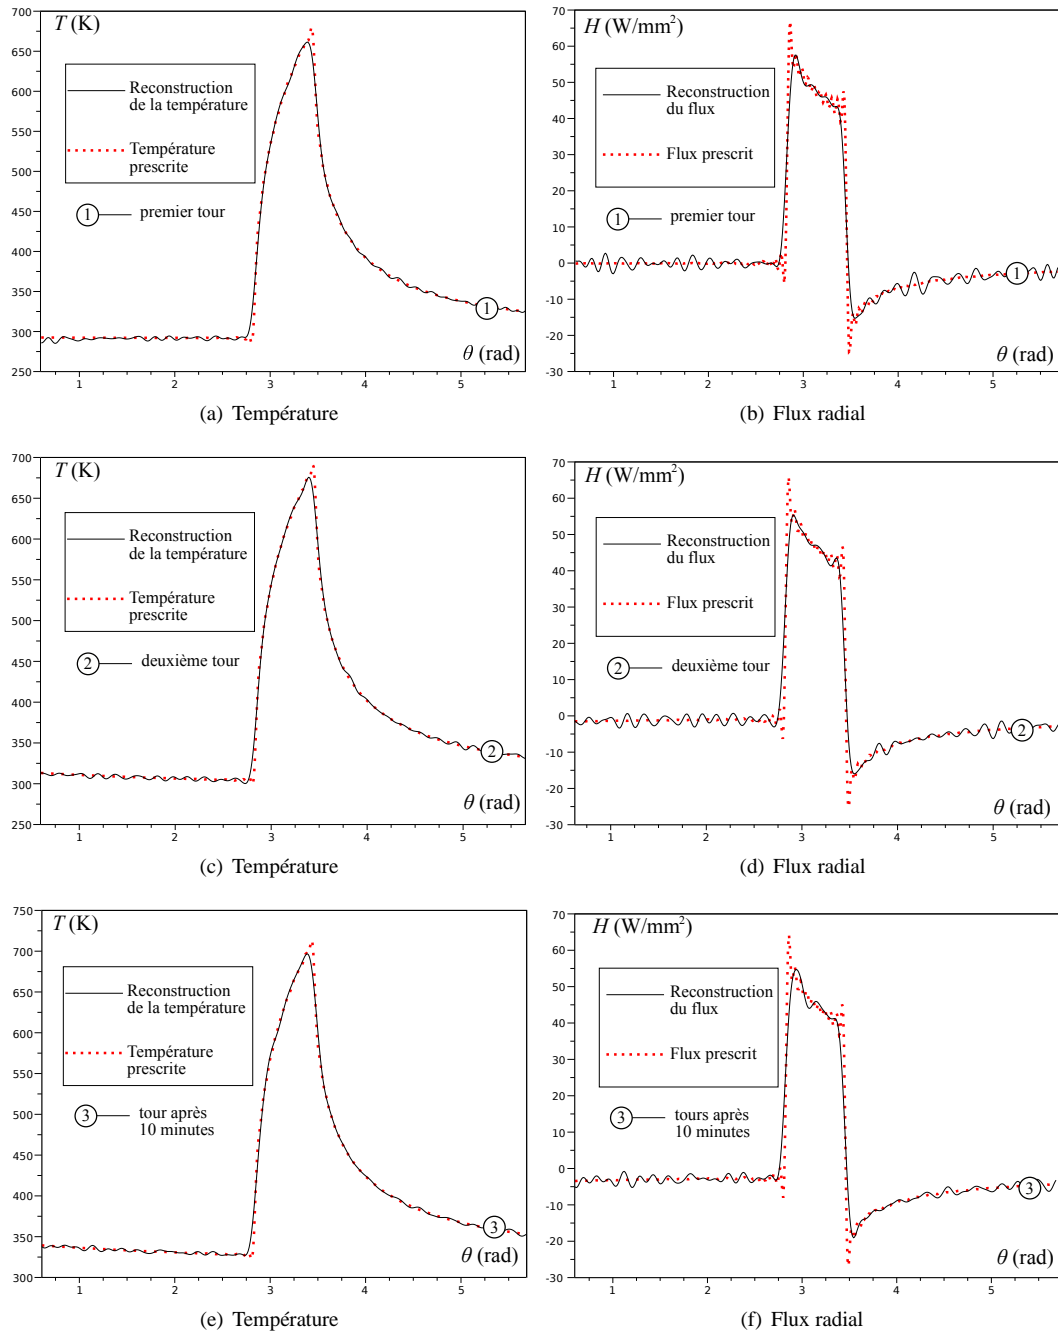 T (K)
700
650
600
550
500
450
400
350
300
250
Reconstruction
de la température
Température
prescrite
1 premier tour
1
θ (rad)
1 2 3 4 5
(a) Température
H (W/mm²)
70
60
50
40
30
20
10
0
-10
-20
-30
Reconstruction
du flux
Flux prescrit
1 premier tour
1
θ (rad)
1 2 3 4 5
(b) Flux radial
T (K)
700
650
600
550
500
450
400
350
300
250
Reconstruction
de la température
Température
prescrite
2 deuxième tour
2
θ (rad)
1 2 3 4 5
(c) Température
H (W/mm²)
70
60
50
40
30
20
10
0
-10
-20
-30
Reconstruction
du flux
Flux prescrit
2 deuxième tour
2
θ (rad)
1 2 3 4 5
(d) Flux radial
T (K)
750
700
650
600
550
500
450
400
350
300
Reconstruction
de la température
Température
prescrite
3 tour après
10 minutes
3
θ (rad)
1 2 3 4 5
(e) Température
H (W/mm²)
70
60
50
40
30
20
10
0
-10
-20
-30
Reconstruction
du flux
Flux prescrit
3 tours après
10 minutes
3
θ (rad)
1 2 3 4 5
(f) Flux radial